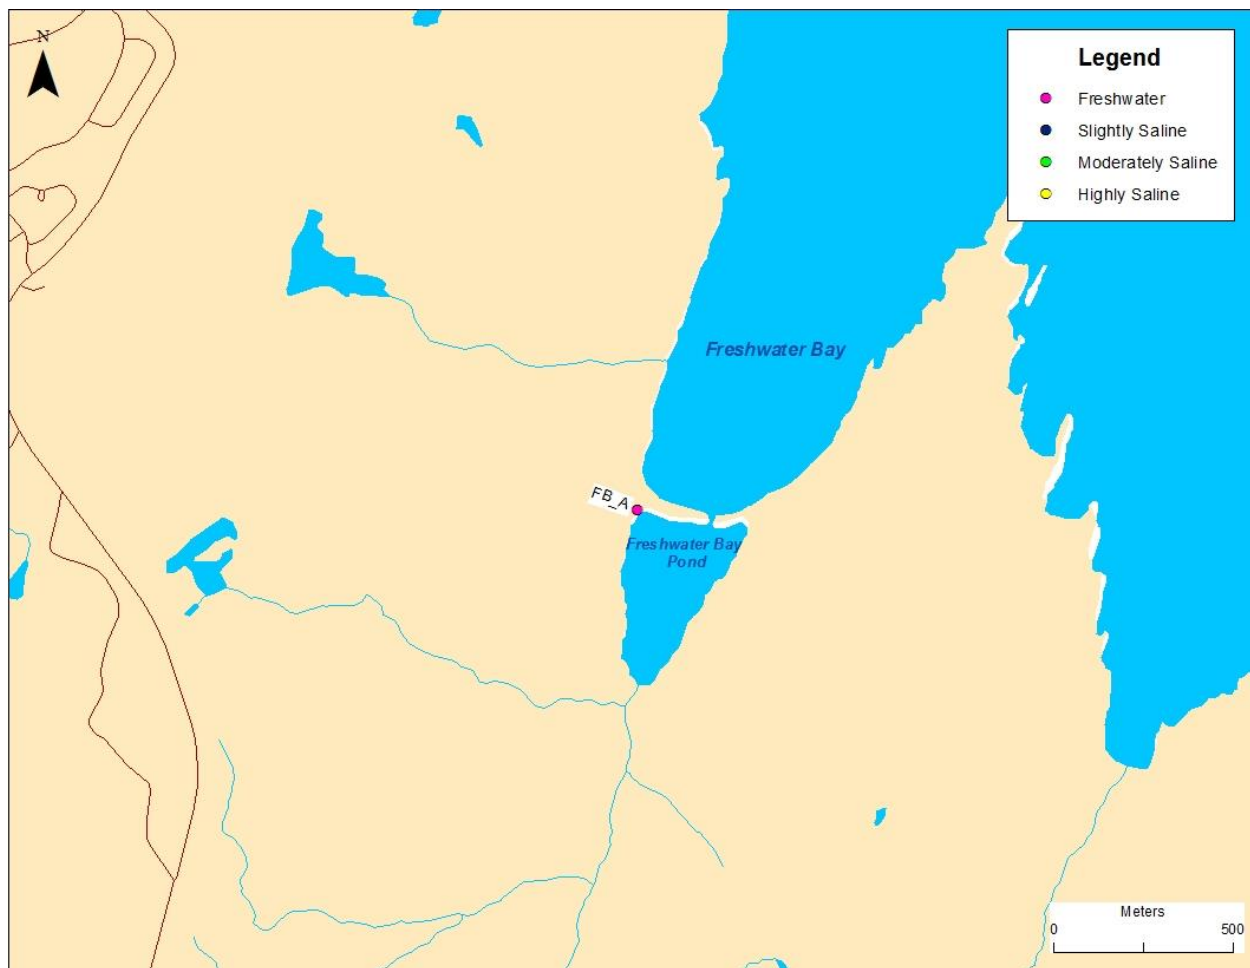 N
Legend
Freshwater
Slightly Saline
Moderately Saline
Highly Saline
Freshwater Bay
FB_A
Freshwater Bay
Pond
Meters
0 500